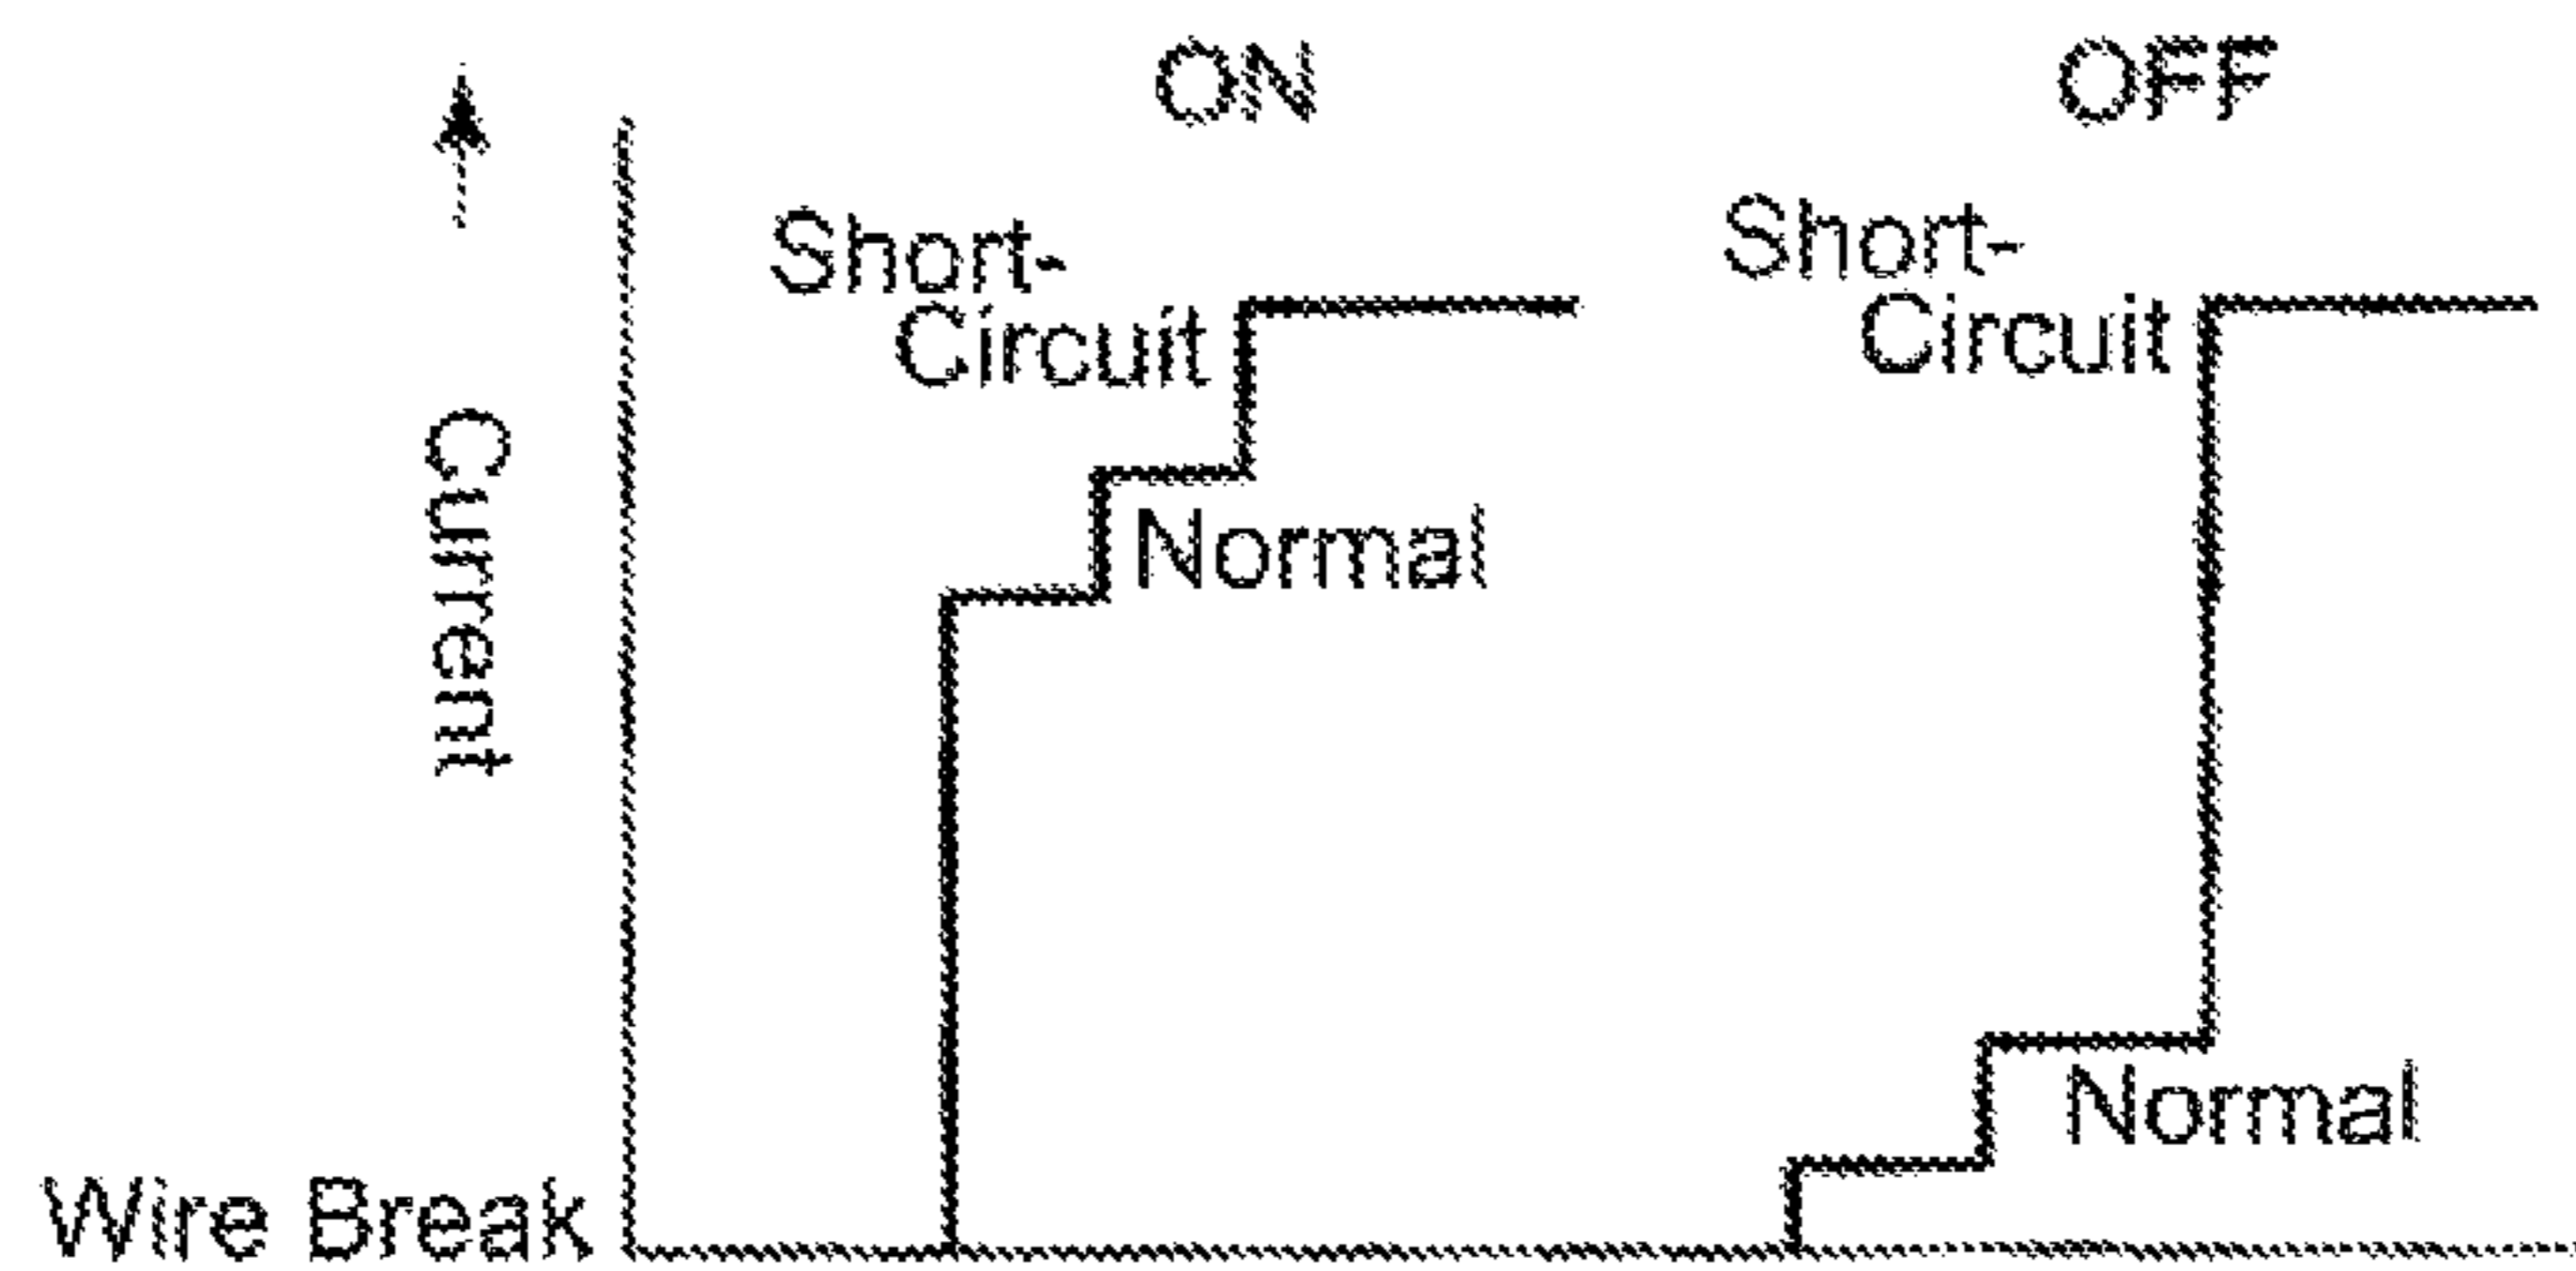 ON
OFF
Short-
Circuit
Short-
Circuit
Normal
Current
Normal
Wire Break